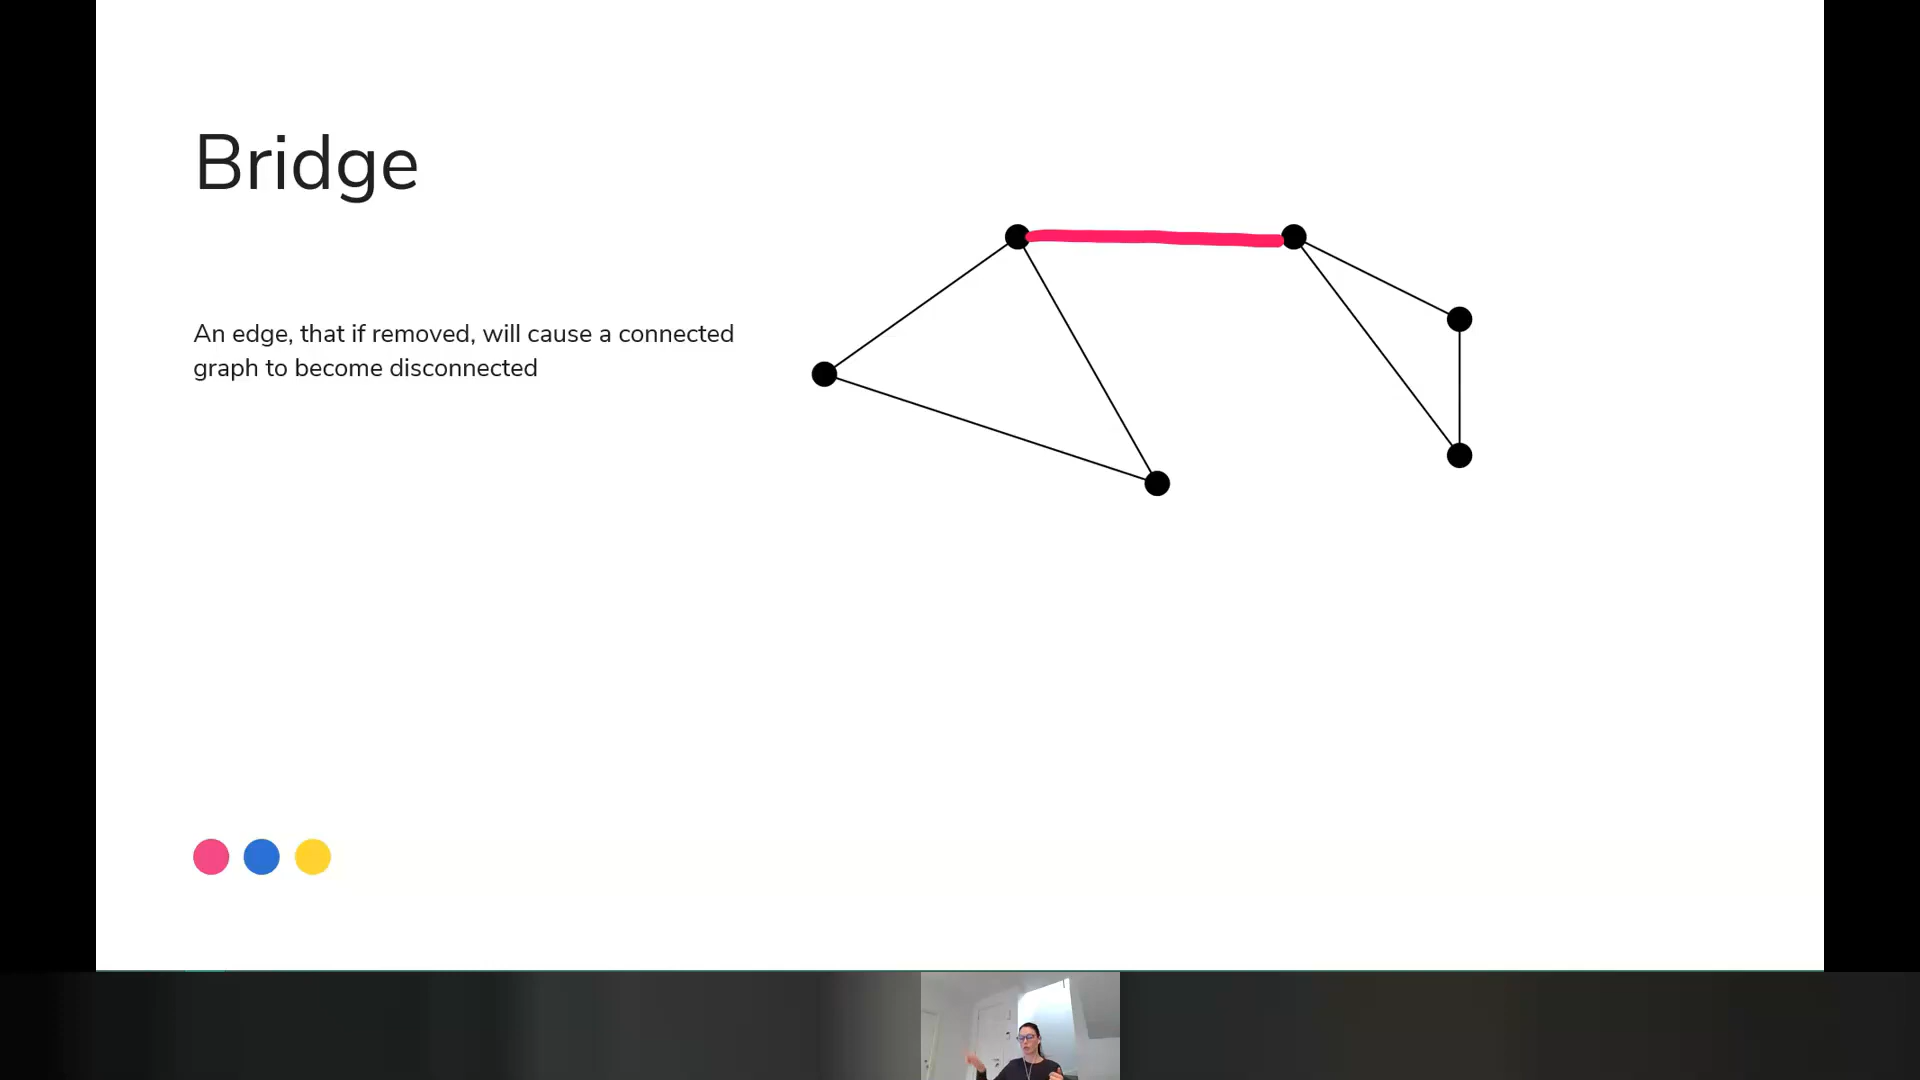 Bridge
An edge, that if removed, will cause a connected
graph to become disconnected